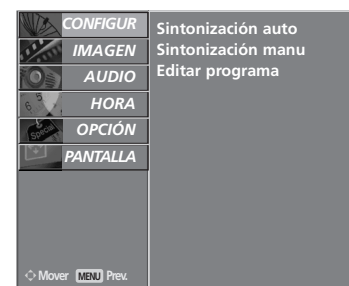 CONFIGUR
IMAGEN
AUDIO
HORA
OPCIÓN
PANTALLA
Sintonización auto
Sintonización manu
Editar programa
Mover MENU Prev.